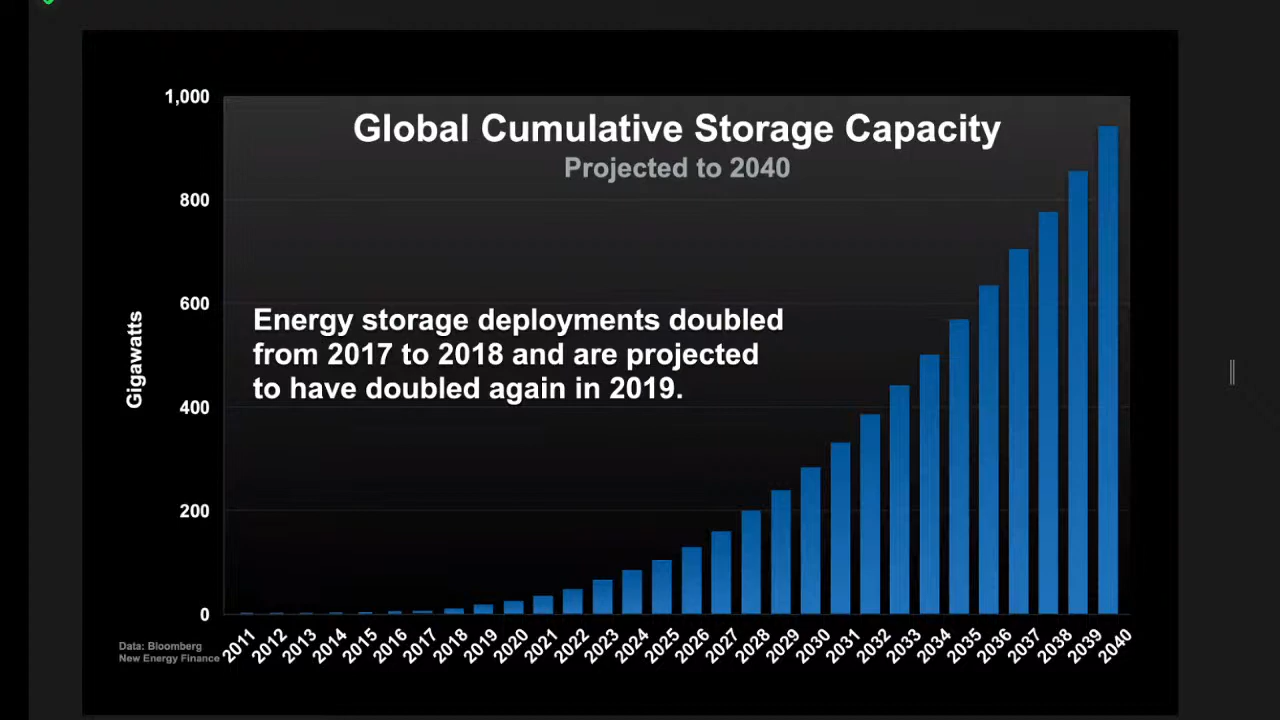 Global Cumulative Storage Capacity
Projected to 2040
1,000
800
600
400
200
0
Gigawatts
Energy storage deployments doubled
from 2017 to 2018 and are projected
to have doubled again in 2019.
2011 2012 2013 2014 2015 2016 2017 2018 2019 2020 2021 2022 2023 2024 2025 2026 2027 2028 2029 2030 2031 2032 2033 2034 2035 2036 2037 2038 2039 2040
Data: Bloomberg
New Energy Finance